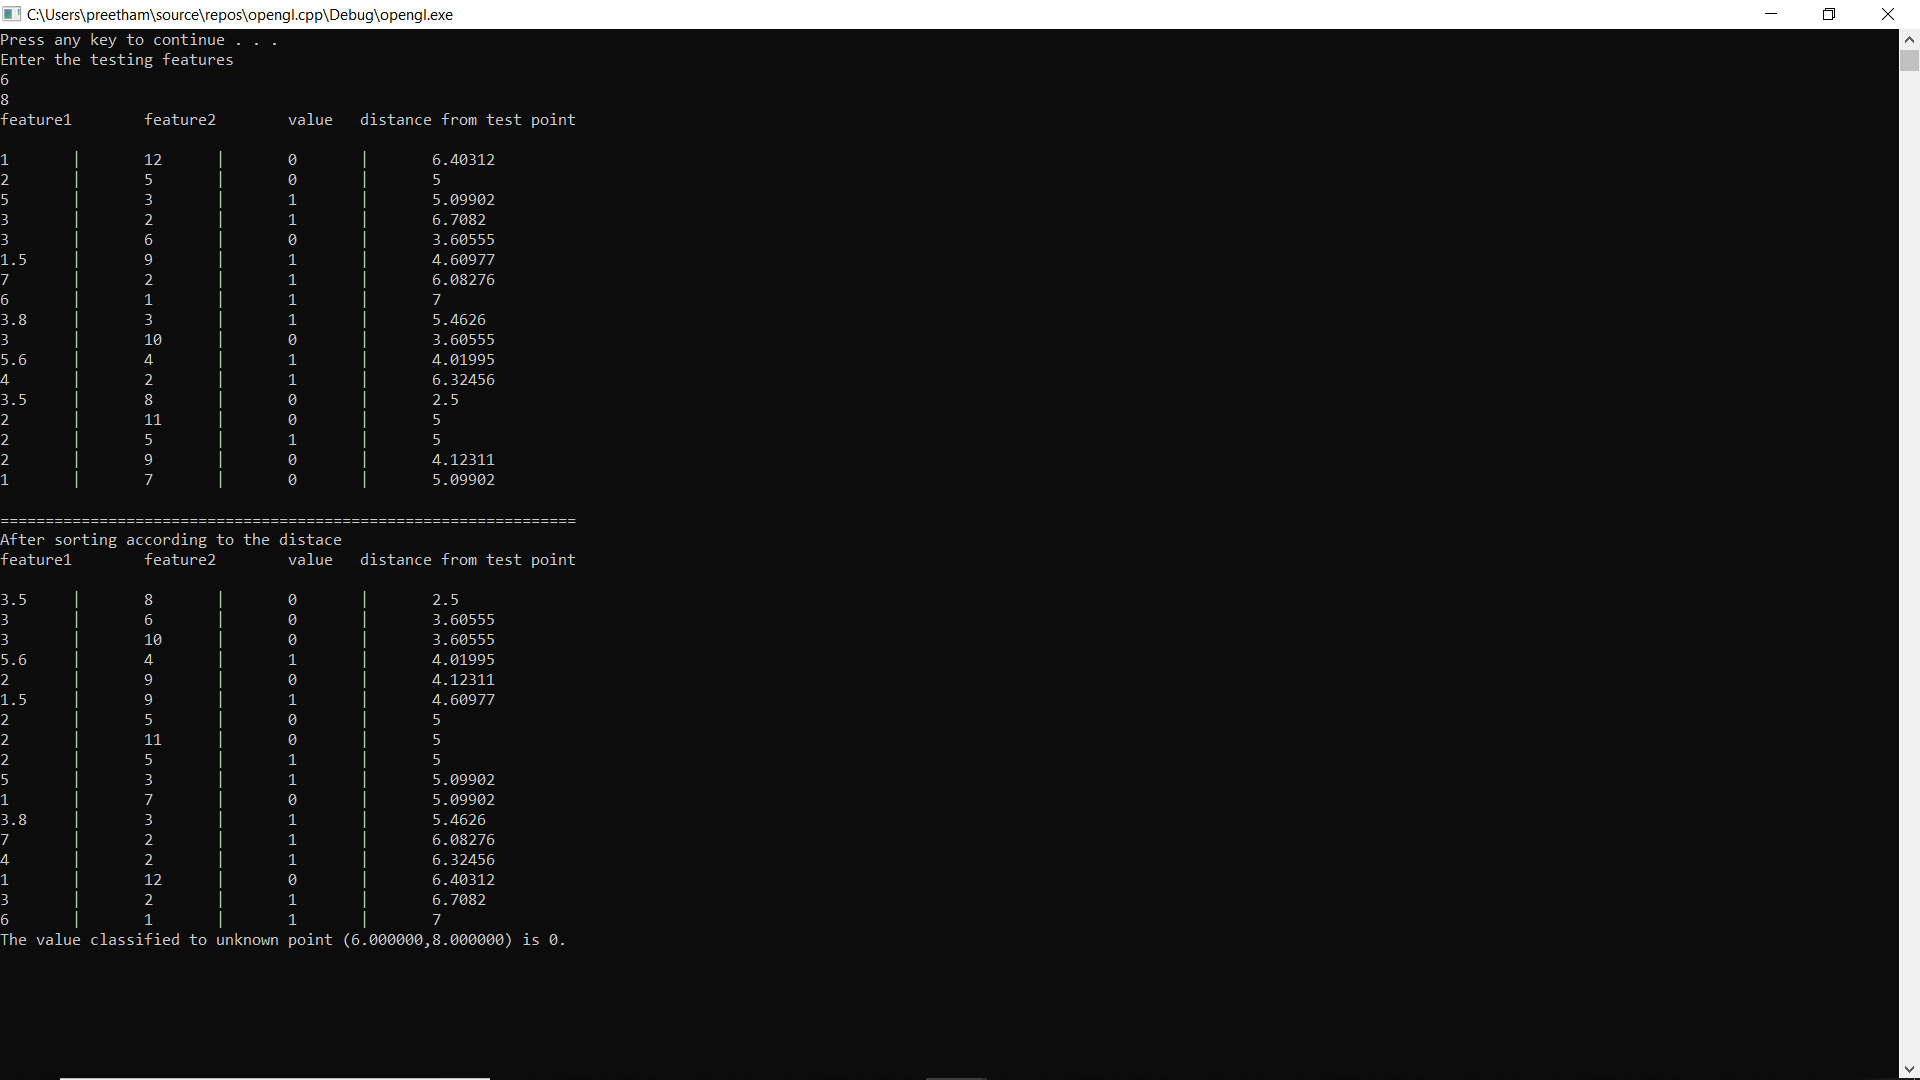 C:\Users\preetham\source\repos\opengl.cpp\Debug\opengl.exe
Press any key to continue . . .
Enter the testing features
6
8
feature1 feature2 value distance from test point
1 | 12 | 0 | 6.40312
2 | 5 | 0 | 5
5 | 3 | 1 | 5.09902
3 | 2 | 1 | 6.7082
3 | 6 | 0 | 3.60555
1.5 | 9 | 1 | 4.60977
7 | 2 | 1 | 6.08276
6 | 1 | 1 | 7
3.8 | 3 | 1 | 5.4626
3 | 10 | 0 | 3.60555
5.6 | 4 | 1 | 4.01995
4 | 2 | 1 | 6.32456
3.5 | 8 | 0 | 2.5
2 | 11 | 0 | 5
2 | 5 | 1 | 5
2 | 9 | 0 | 4.12311
1 | 7 | 0 | 5.09902
================================================================
After sorting according to the distace
feature1 feature2 value distance from test point
3.5 | 8 | 0 | 2.5
3 | 6 | 0 | 3.60555
3 | 10 | 0 | 3.60555
5.6 | 4 | 1 | 4.01995
2 | 9 | 0 | 4.12311
1.5 | 9 | 1 | 4.60977
2 | 5 | 0 | 5
2 | 11 | 0 | 5
2 | 5 | 1 | 5
5 | 3 | 1 | 5.09902
1 | 7 | 0 | 5.09902
3.8 | 3 | 1 | 5.4626
7 | 2 | 1 | 6.08276
4 | 2 | 1 | 6.32456
1 | 12 | 0 | 6.40312
3 | 2 | 1 | 6.7082
6 | 1 | 1 | 7
The value classified to unknown point (6.000000,8.000000) is 0.